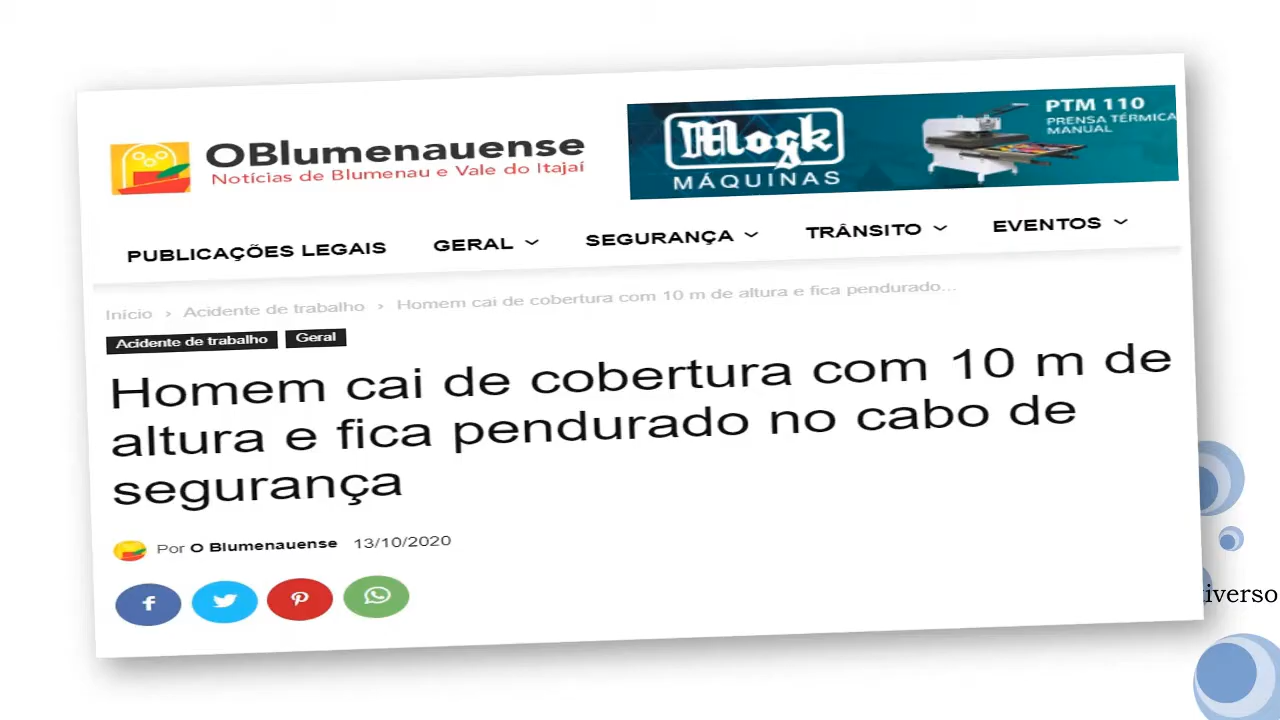 OBlumenauense
Notícias de Blumenau e Vale do Itajaí
Mogk
MÁQUINAS
PTM 110
PRENSA TÉRMICA
MANUAL
PUBLICAÇÕES LEGAIS GERAL SEGURANÇA TRÂNSITO EVENTOS
Início › Acidente de trabalho › Homem cai de cobertura com 10 m de altura e fica pendurado...
Acidente de trabalho Geral
Homem cai de cobertura com 10 m de
altura e fica pendurado no cabo de
segurança
Por O Blumenauense 13/10/2020
iverso